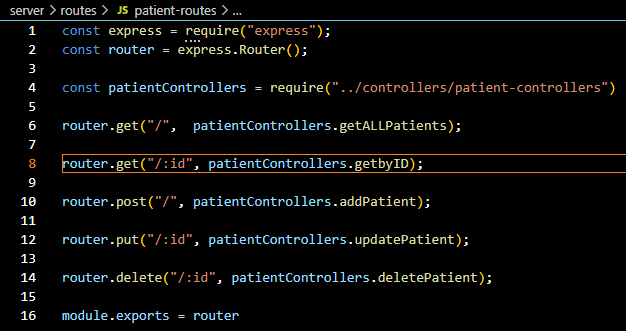 server > routes > JS patient-routes > ...
1 const express = require("express");
2 const router = express.Router();
3
4 const patientControllers = require("../controllers/patient-controllers")
5
6 router.get("/",  patientControllers.getALLPatients);
7
8 router.get("/:id", patientControllers.getbyID);
9
10 router.post("/", patientControllers.addPatient);
11
12 router.put("/:id", patientControllers.updatePatient);
13
14 router.delete("/:id", patientControllers.deletePatient);
15
16 module.exports = router